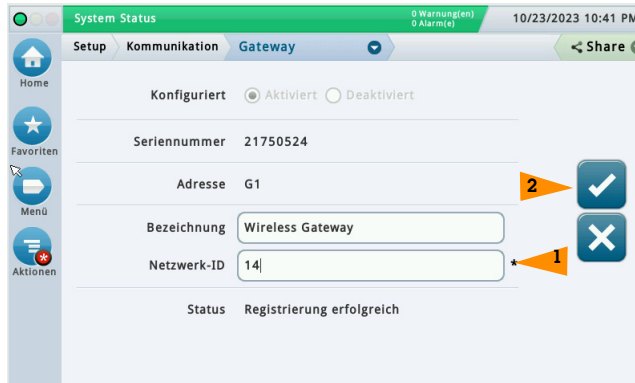 System Status
0 Warnung(en)
0 Alarm(e)
10/23/2023 10:41 PM
Setup Kommunikation Gateway
Share
Home
Favoriten
Menü
Aktionen
Konfiguriert Aktiviert Deaktiviert
Seriennummer 21750524
Adresse G1
2
Bezeichnung Wireless Gateway
Netzwerk-ID 14 * 1
Status Registrierung erfolgreich